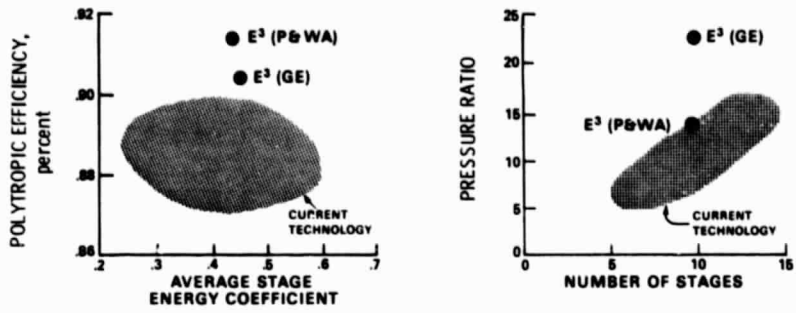 POLYTROPIC EFFICIENCY,
percent
.92
.90
.88
.86
E³ (P&WA)
E³ (GE)
CURRENT
TECHNOLOGY
.2 .3 .4 .5 .6 .7
AVERAGE STAGE
ENERGY COEFFICIENT
PRESSURE RATIO
25
20
15
10
5
0
E³ (GE)
E³ (P&WA)
CURRENT
TECHNOLOGY
0 5 10 15
NUMBER OF STAGES